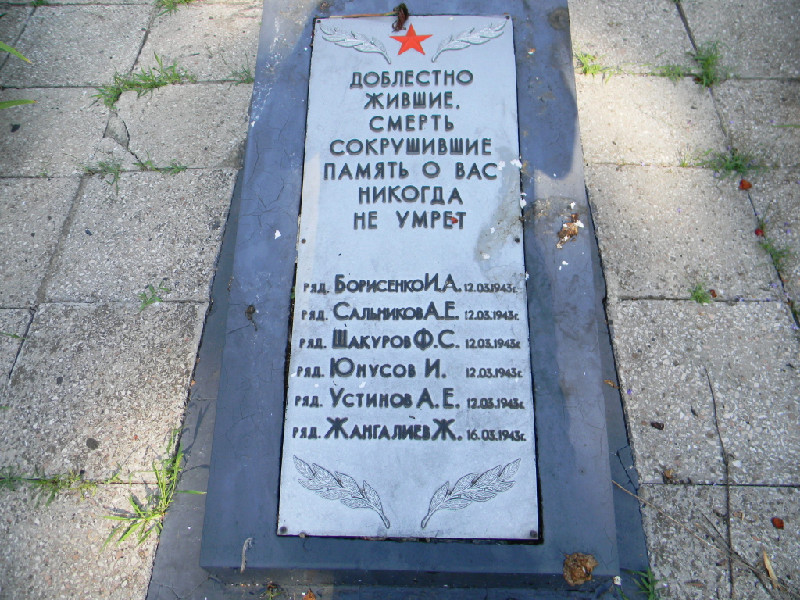 ДОБЛЕСТНО
ЖИВШИЕ,
СМЕРТЬ
СОКРУШИВШИЕ
ПАМЯТЬ О ВАС
НИКОГДА
НЕ УМРЕТ
РЯД. БОРИСЕНКО И.А. 12.03.1943г.
РЯД. САЛЬНИКОВ А.Е. 12.03.1943г.
РЯД. ШАКУРОВ Ф.С. 12.03.1943г.
РЯД. ЮНУСОВ И. 12.03.1943г.
РЯД. УСТИНОВ А.Е. 12.03.1943г.
РЯД. ЖАНГАЛИЕВ Ж. 16.03.1943г.